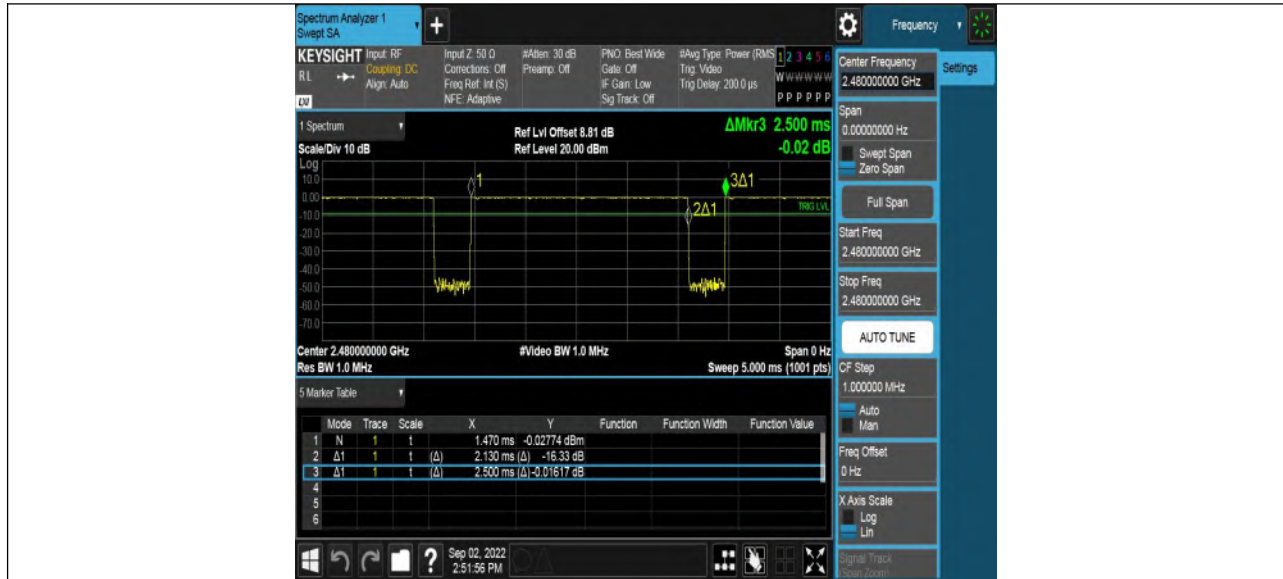 Spectrum Analyzer 1
Swept SA
+
Frequency
KEYSIGHT
RL
LXI
Input: RF
Coupling: DC
Align: Auto
Input Z: 50 Ω
Corrections: Off
Freq Ref: Int (S)
NFE: Adaptive
#Atten: 30 dB
Preamp: Off
PNO: Best Wide
Gate: Off
IF Gain: Low
Sig Track: Off
#Avg Type: Power (RMS
Trig: Video
Trig Delay: 200.0 µs
1 2 3 4 5 6
W W W W W W
P P P P P P
1 Spectrum
Scale/Div 10 dB
Ref Lvl Offset 8.81 dB
Ref Level 20.00 dBm
ΔMkr3 2.500 ms
-0.02 dB
Log
10.0
0.00
-10.0
-20.0
-30.0
-40.0
-50.0
-60.0
-70.0
1
2Δ1
3Δ1
TRIG LVL
Center 2.480000000 GHz
#Video BW 1.0 MHz
Span 0 Hz
Res BW 1.0 MHz
Sweep 5.000 ms (1001 pts)
5 Marker Table
Mode Trace Scale X Y Function Function Width Function Value
1 N 1 t 1.470 ms -0.02774 dBm
2 Δ1 1 t (Δ) 2.130 ms (Δ) -16.33 dB
3 Δ1 1 t (Δ) 2.500 ms (Δ) -0.01617 dB
4
5
6
?
Sep 02, 2022
2:51:56 PM
Center Frequency
2.480000000 GHz
Settings
Span
0.00000000 Hz
Swept Span
Zero Span
Full Span
Start Freq
2.480000000 GHz
Stop Freq
2.480000000 GHz
AUTO TUNE
CF Step
1.000000 MHz
Auto
Man
Freq Offset
0 Hz
X Axis Scale
Log
Lin
Signal Track
(Span Zoom)